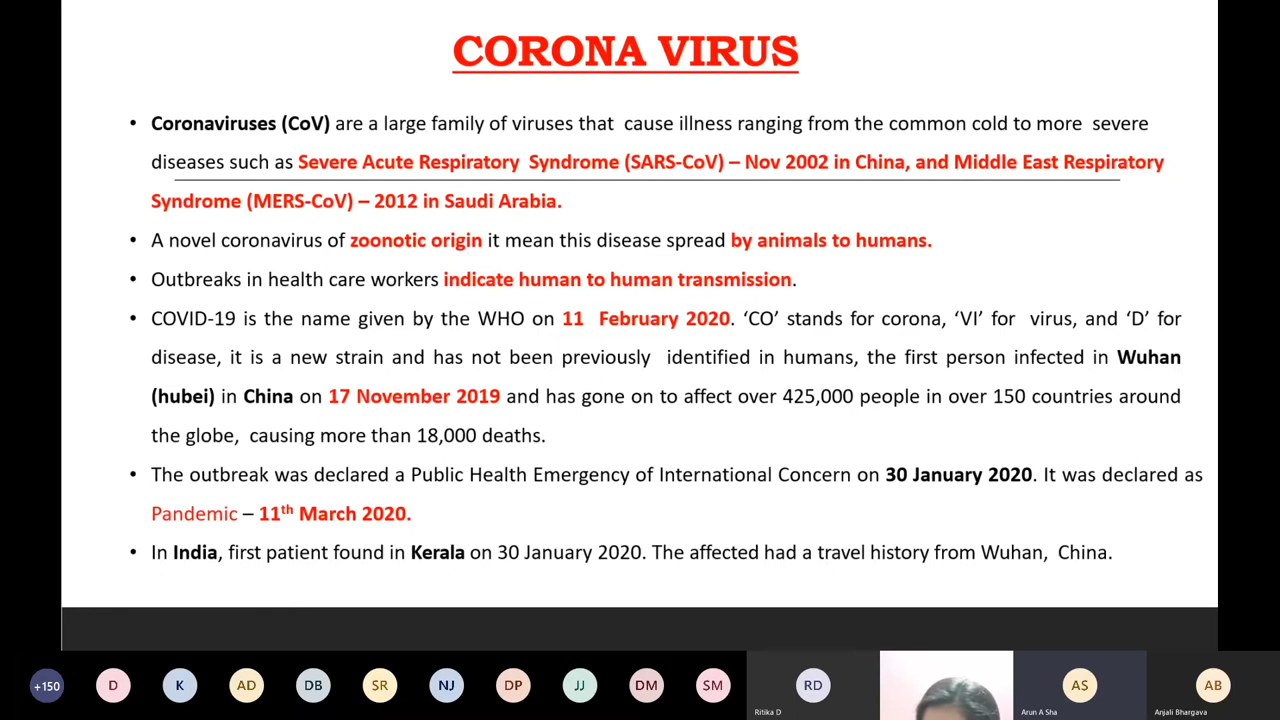 CORONA VIRUS
• Coronaviruses (CoV) are a large family of viruses that cause illness ranging from the common cold to more severe
diseases such as Severe Acute Respiratory Syndrome (SARS-CoV) – Nov 2002 in China, and Middle East Respiratory
Syndrome (MERS-CoV) – 2012 in Saudi Arabia.
• A novel coronavirus of zoonotic origin it mean this disease spread by animals to humans.
• Outbreaks in health care workers indicate human to human transmission.
• COVID-19 is the name given by the WHO on 11 February 2020. ‘CO’ stands for corona, ‘VI’ for virus, and ‘D’ for
disease, it is a new strain and has not been previously identified in humans, the first person infected in Wuhan
(hubei) in China on 17 November 2019 and has gone on to affect over 425,000 people in over 150 countries around
the globe, causing more than 18,000 deaths.
• The outbreak was declared a Public Health Emergency of International Concern on 30 January 2020. It was declared as
Pandemic – 11th March 2020.
• In India, first patient found in Kerala on 30 January 2020. The affected had a travel history from Wuhan, China.
+150 D K AD DB SR NJ DP JJ DM SM RD AS AB
Ritika D Arun A Sha Anjali Bhargava